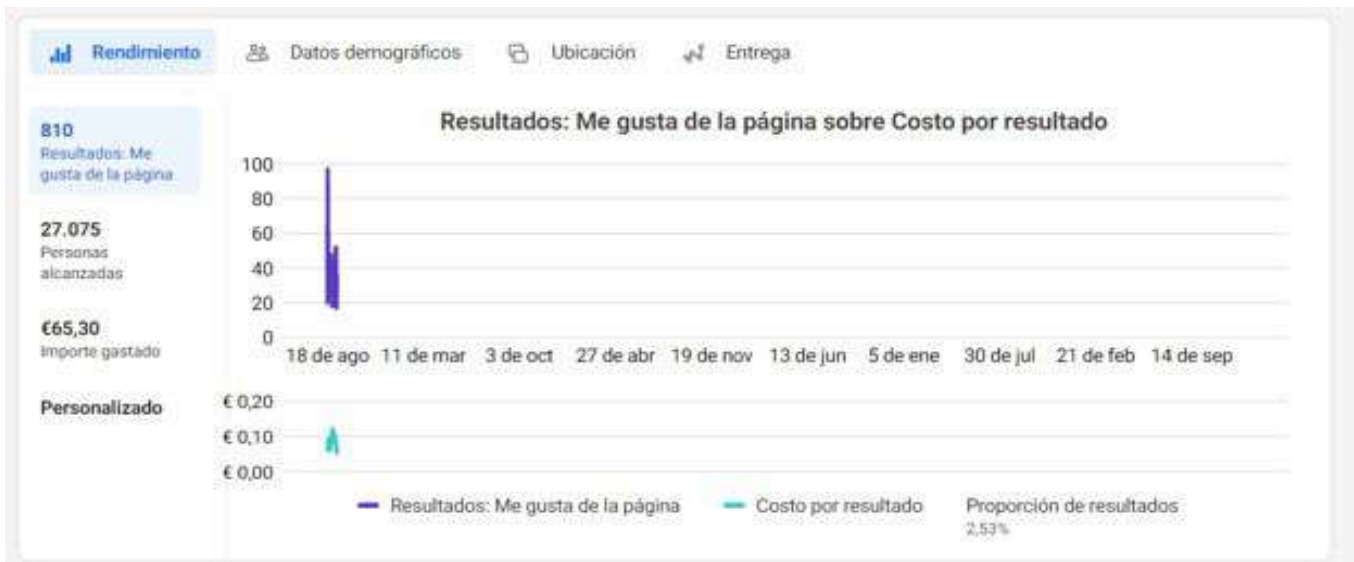 Rendimiento Datos demográficos Ubicación Entrega
810
Resultados: Me
gusta de la página
27.075
Personas
alcanzadas
€65,30
Importe gastado
Personalizado
Resultados: Me gusta de la página sobre Costo por resultado
100
80
60
40
20
0
18 de ago 11 de mar 3 de oct 27 de abr 19 de nov 13 de jun 5 de ene 30 de jul 21 de feb 14 de sep
€ 0,20
€ 0,10
€ 0,00
Resultados: Me gusta de la página Costo por resultado Proporción de resultados
2,53%